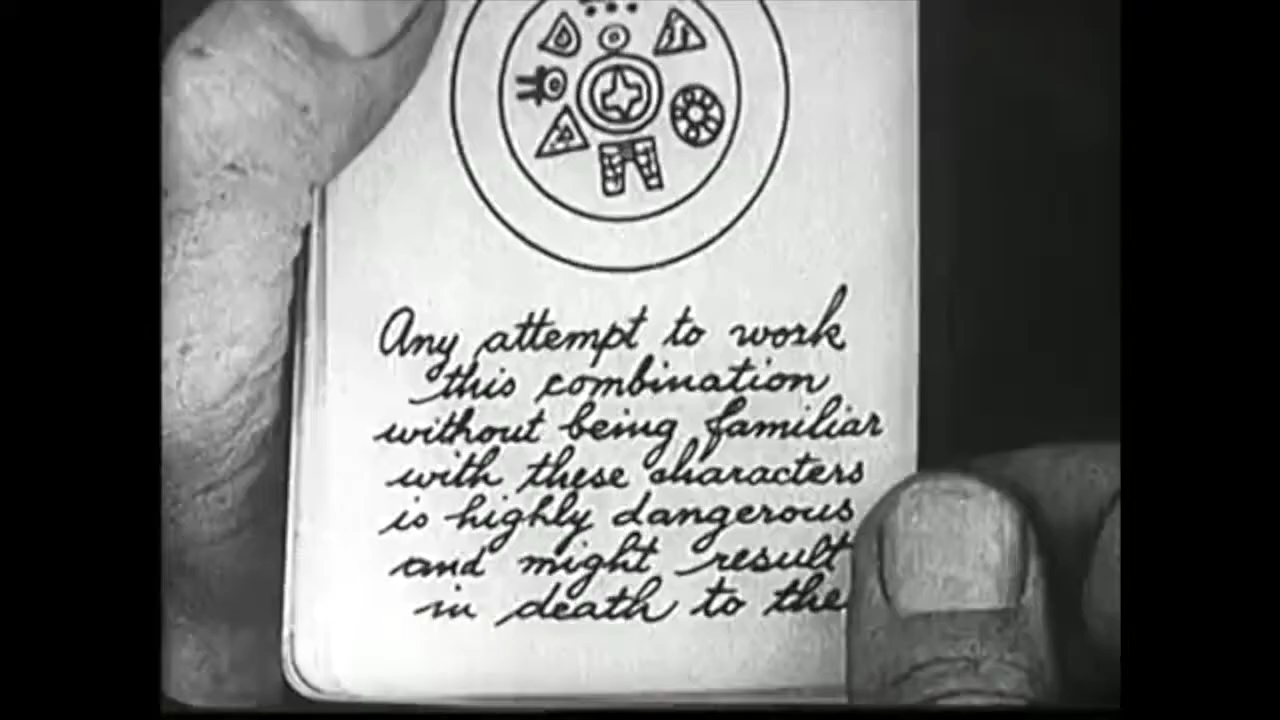 Any attempt to work
this combination
without being familiar
with these characters
is highly dangerous
and might result
in death to the